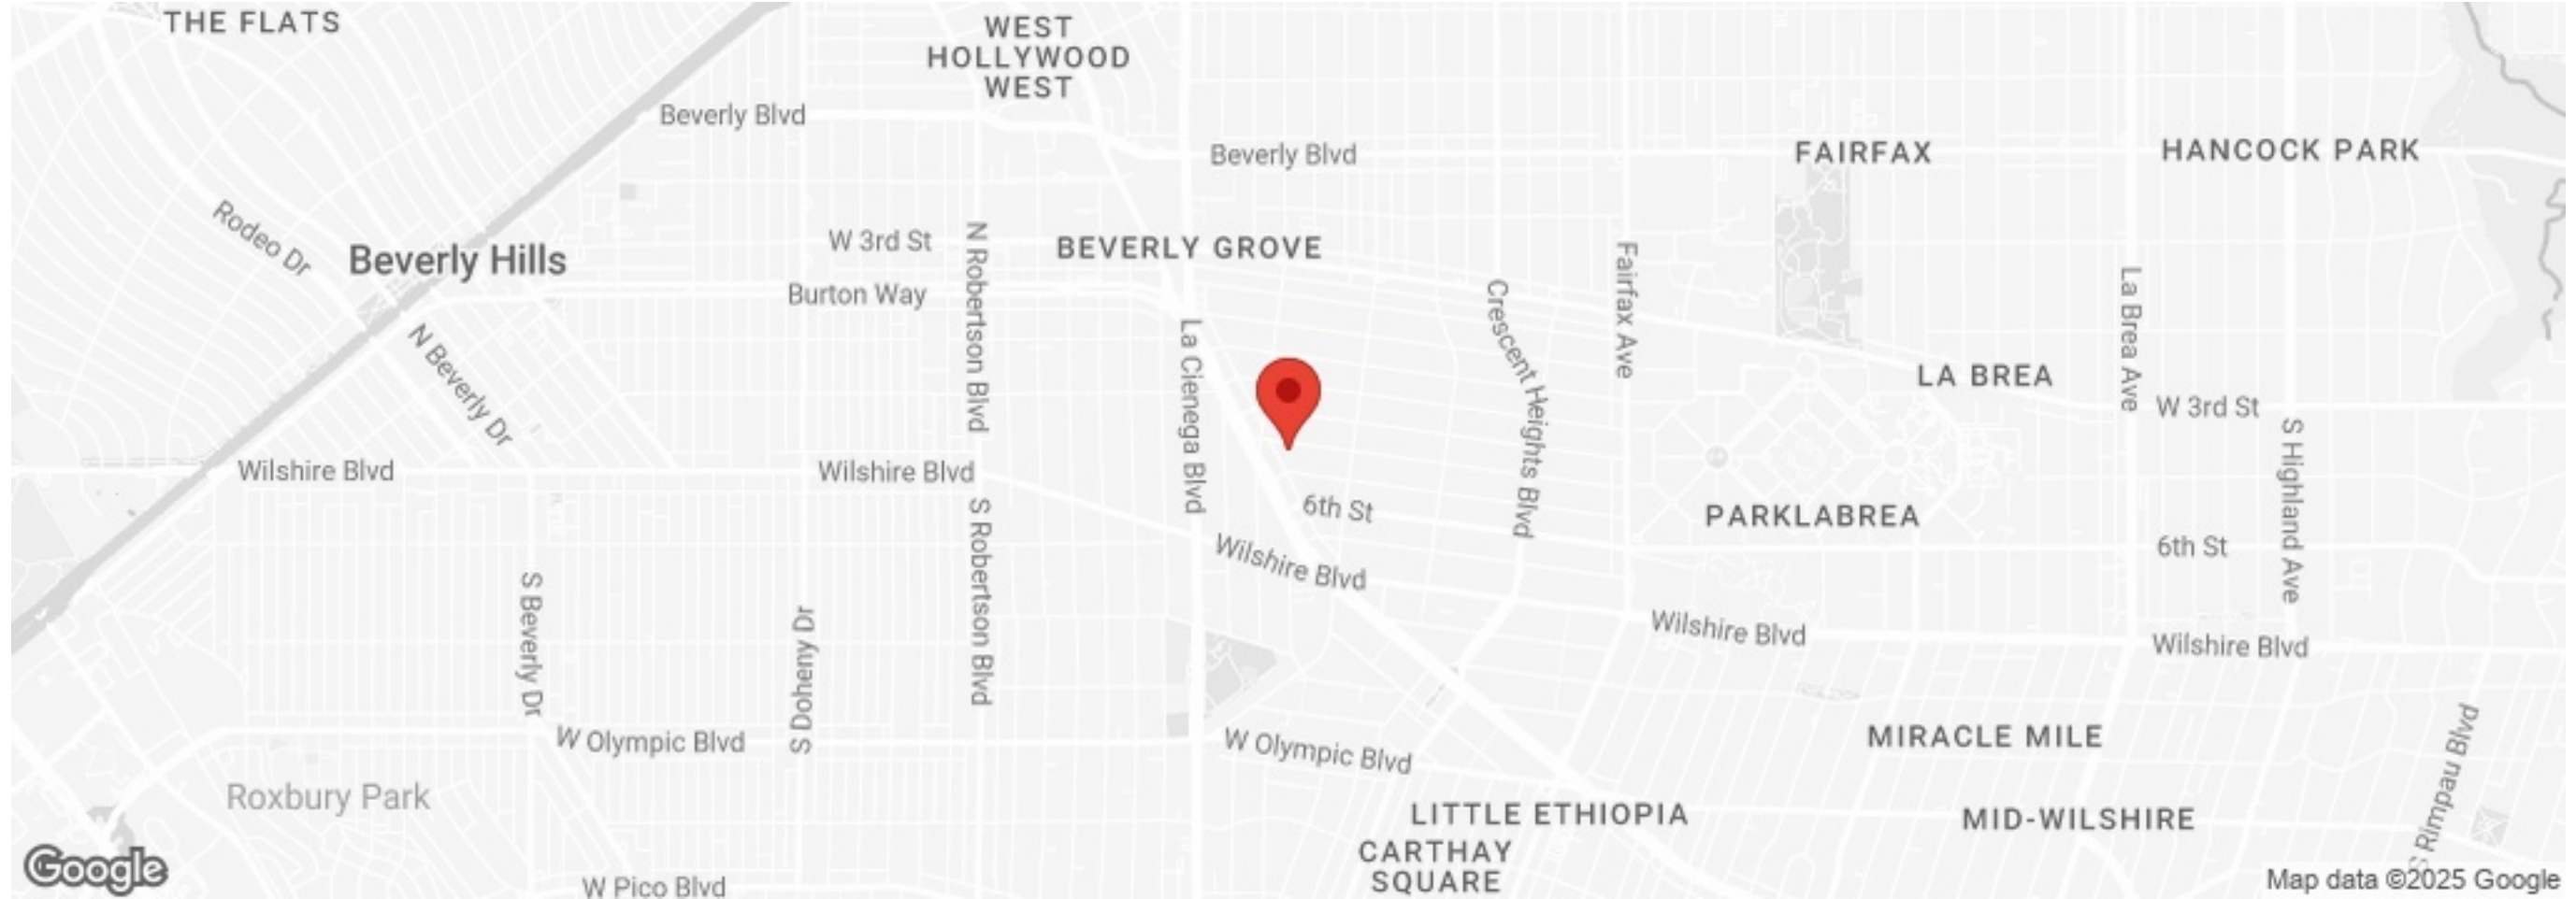 THE FLATS
WEST
HOLLYWOOD
WEST
Beverly Blvd
Beverly Blvd
FAIRFAX
HANCOCK PARK
Rodeo Dr
Beverly Hills
W 3rd St
N Robertson Blvd
BEVERLY GROVE
Burton Way
Crescent Heights Blvd
Fairfax Ave
La Brea Ave
N Beverly Dr
La Cienega Blvd
LA BREA
W 3rd St
S Highland Ave
Wilshire Blvd
Wilshire Blvd
6th St
PARKLABREA
6th St
S Robertson Blvd
Wilshire Blvd
S Beverly Dr
S Doheny Dr
Wilshire Blvd
Wilshire Blvd
W Olympic Blvd
W Olympic Blvd
MIRACLE MILE
S Rimpau Blvd
Roxbury Park
LITTLE ETHIOPIA
MID-WILSHIRE
CARTHAY
SQUARE
Google
W Pico Blvd
Map data ©2025 Google